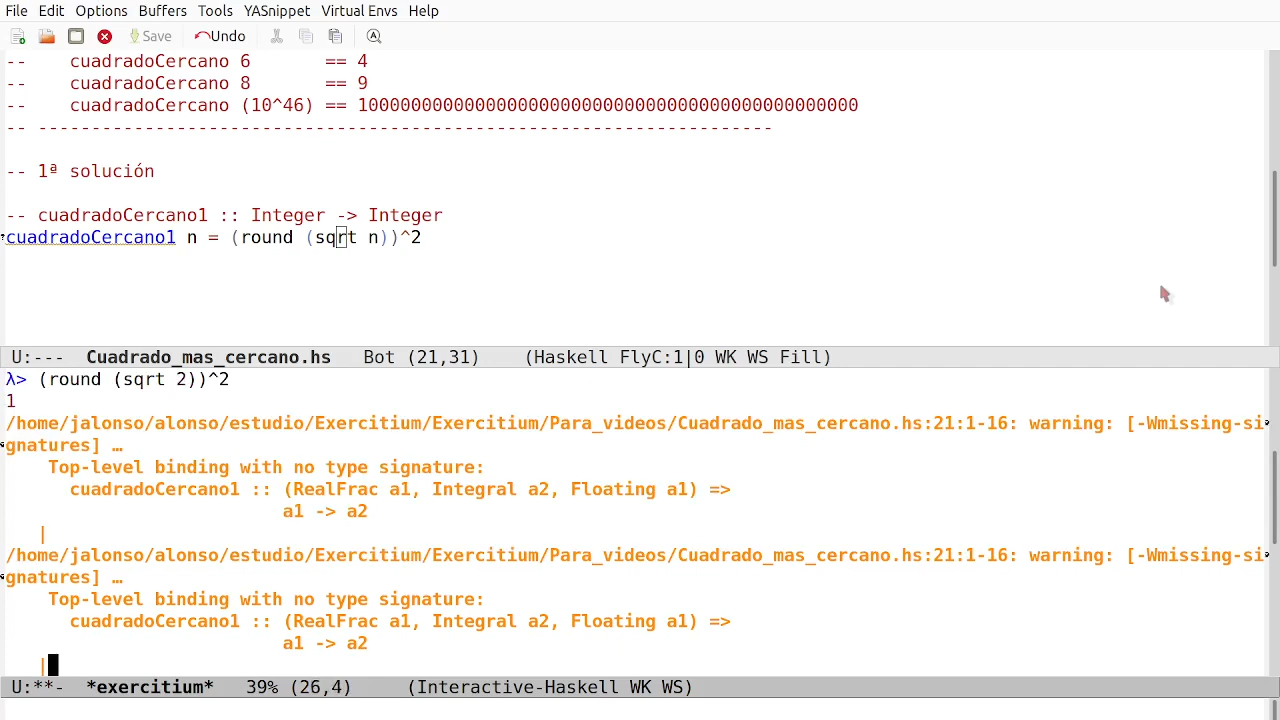 File Edit Options Buffers Tools YASnippet Virtual Envs Help
Save Undo
--    cuadradoCercano 6       == 4
--    cuadradoCercano 8       == 9
--    cuadradoCercano (10^46) == 10000000000000000000000000000000000000000000000
-- ---------------------------------------------------------------------
-- 1ª solución
-- cuadradoCercano1 :: Integer -> Integer
cuadradoCercano1 n = (round (sqrt n))^2
U:---  Cuadrado_mas_cercano.hs   Bot (21,31)    (Haskell FlyC:1|0 WK WS Fill)
λ> (round (sqrt 2))^2
1
/home/jalonso/alonso/estudio/Exercitium/Exercitium/Para_videos/Cuadrado_mas_cercano.hs:21:1-16: warning: [-Wmissing-si
gnatures] …
    Top-level binding with no type signature:
      cuadradoCercano1 :: (RealFrac a1, Integral a2, Floating a1) =>
                          a1 -> a2
   |
/home/jalonso/alonso/estudio/Exercitium/Exercitium/Para_videos/Cuadrado_mas_cercano.hs:21:1-16: warning: [-Wmissing-si
gnatures] …
    Top-level binding with no type signature:
      cuadradoCercano1 :: (RealFrac a1, Integral a2, Floating a1) =>
                          a1 -> a2
   |
U:**-  *exercitium*   39% (26,4)     (Interactive-Haskell WK WS)